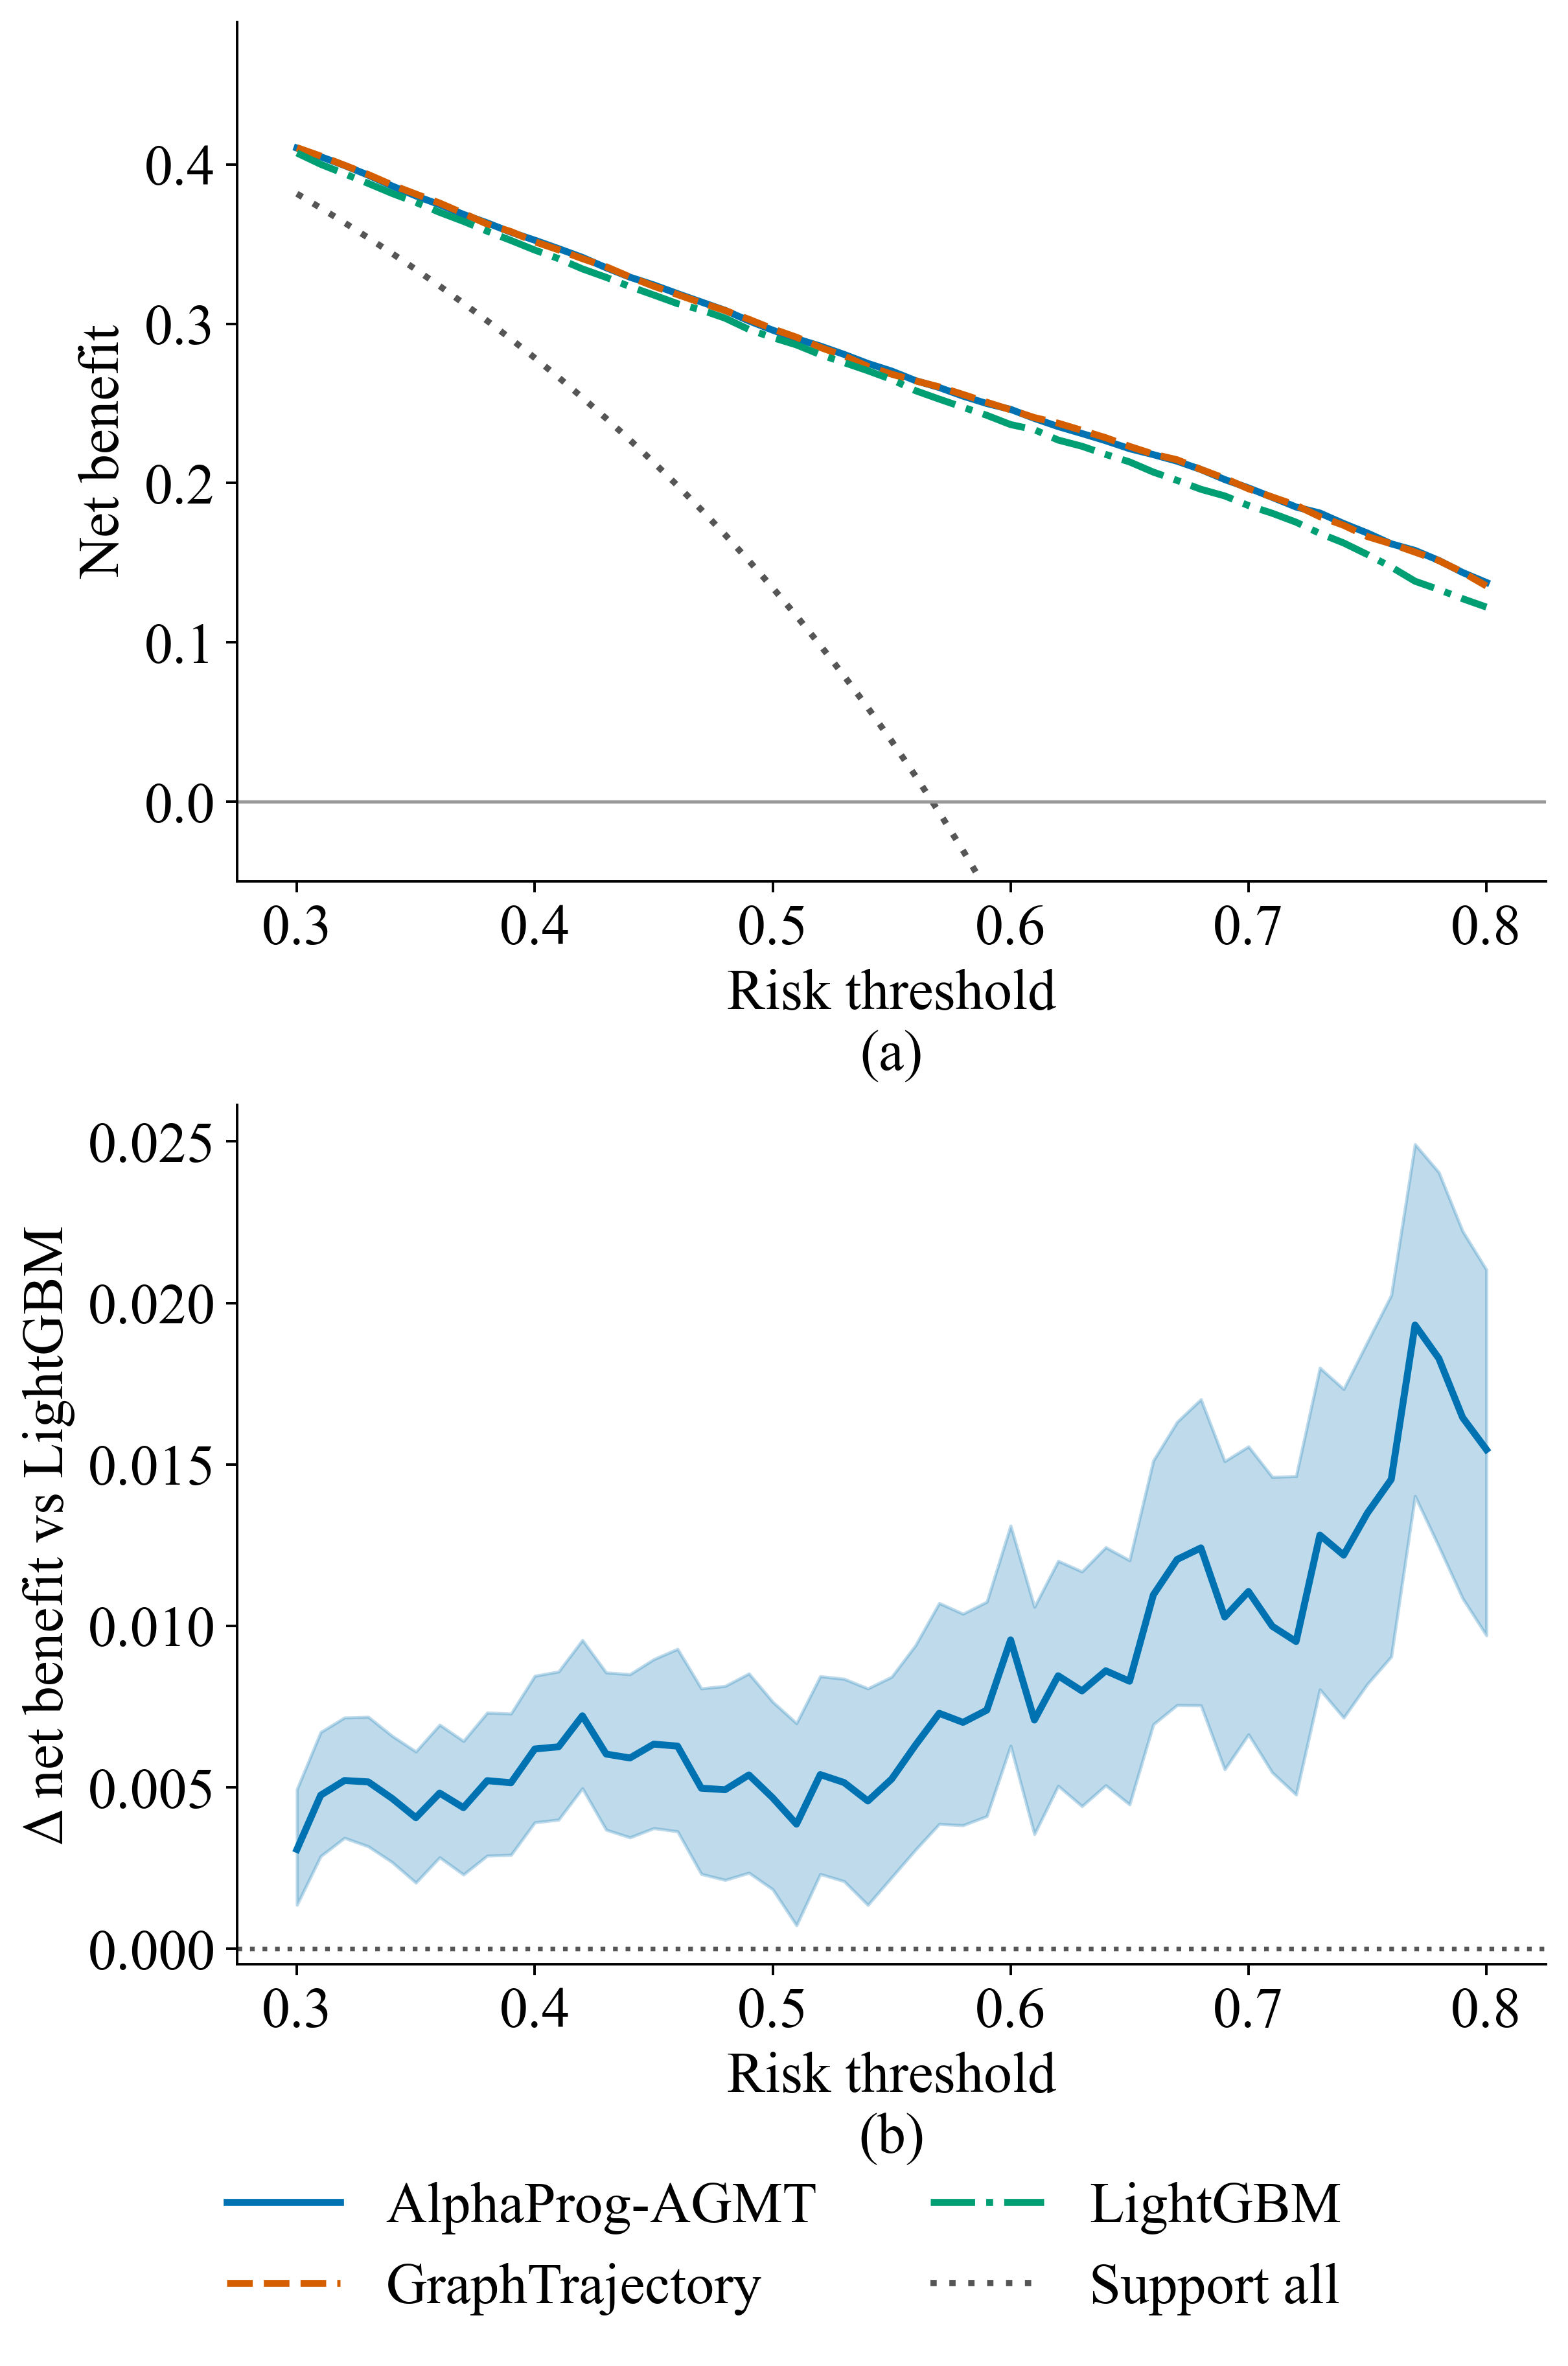 Net benefit
0.4
0.3
0.2
0.1
0.0
0.3 0.4 0.5 0.6 0.7 0.8
Risk threshold
(a)
Δ net benefit vs LightGBM
0.025
0.020
0.015
0.010
0.005
0.000
0.3 0.4 0.5 0.6 0.7 0.8
Risk threshold
(b)
AlphaProg-AGMT LightGBM
GraphTrajectory Support all